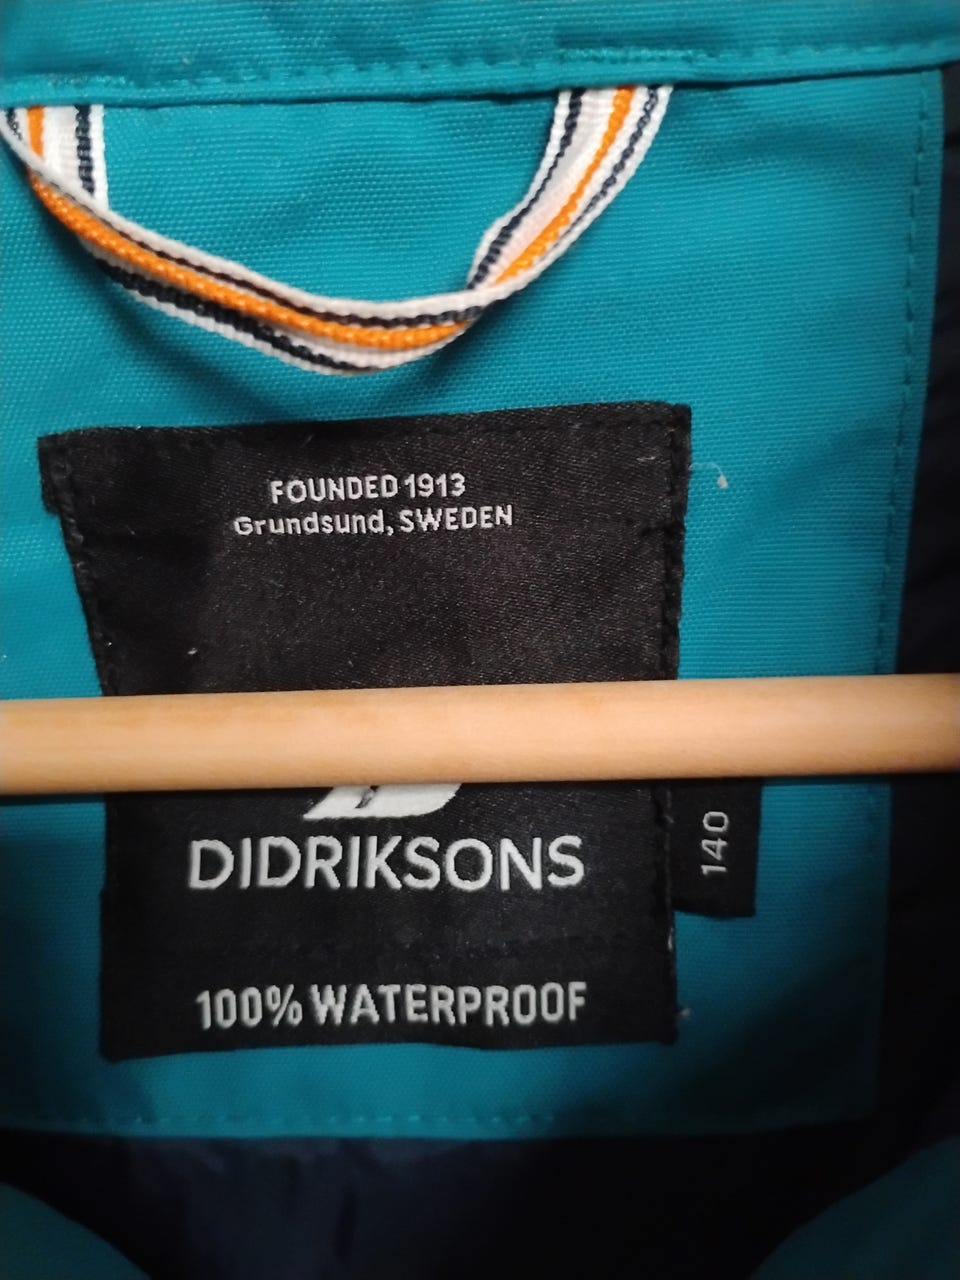 FOUNDED 1913
Grundsund, SWEDEN
DIDRIKSONS
140
100% WATERPROOF